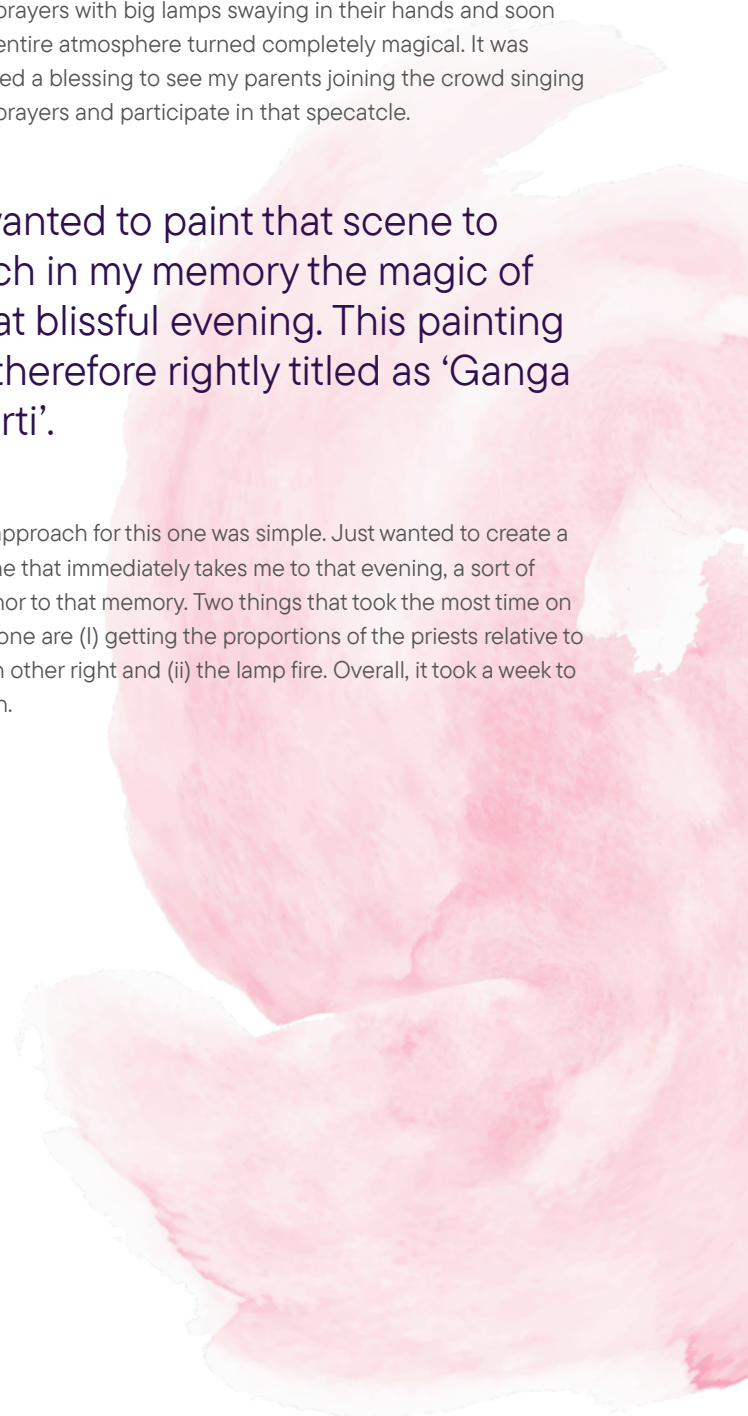 prayers with big lamps swaying in their hands and soon
entire atmosphere turned completely magical. It was
ed a blessing to see my parents joining the crowd singing
prayers and participate in that specatcle.
vanted to paint that scene to
ch in my memory the magic of
at blissful evening. This painting
therefore rightly titled as ‘Ganga
rti’.
approach for this one was simple. Just wanted to create a
ne that immediately takes me to that evening, a sort of
hor to that memory. Two things that took the most time on
one are (I) getting the proportions of the priests relative to
h other right and (ii) the lamp fire. Overall, it took a week to
h.